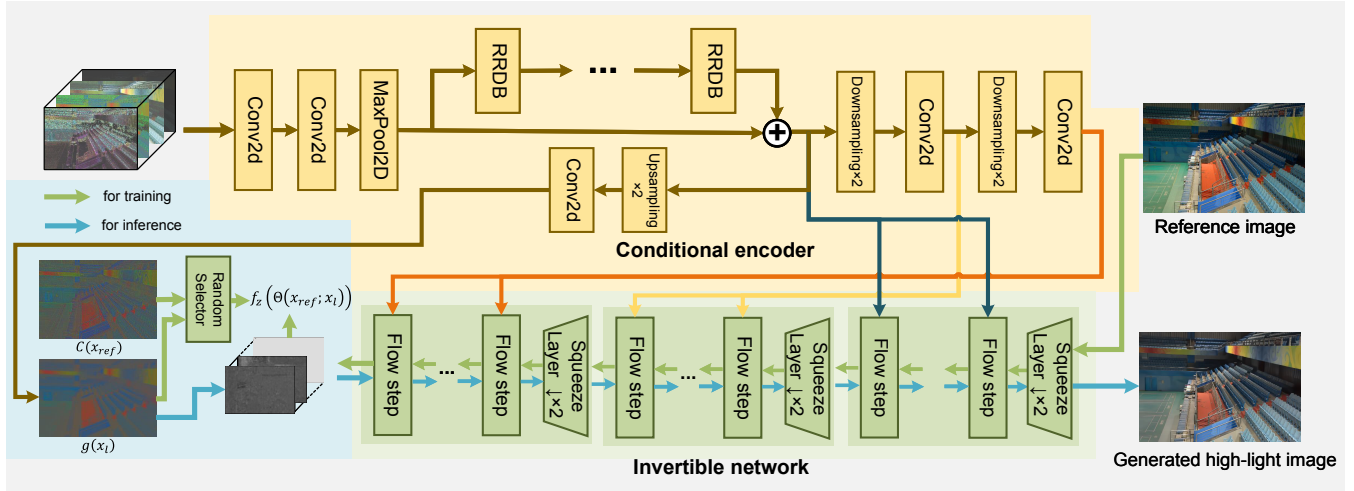 RRDB
...
RRDB
Conv2d
Conv2d
MaxPool2D
+
Downsampling×2
Conv2d
Downsampling×2
Conv2d
Conv2d
Upsampling
×2
for training
for inference
Conditional encoder
Reference image
Random
Selector
f_z(Θ(x_ref; x_l))
C(x_ref)
g(x_l)
Flow step
...
Flow step
Squeeze
Layer ↓×2
Flow step
...
Flow step
Squeeze
Layer ↓×2
Flow step
Flow step
Squeeze
Layer ↓×2
Invertible network
Generated high-light image